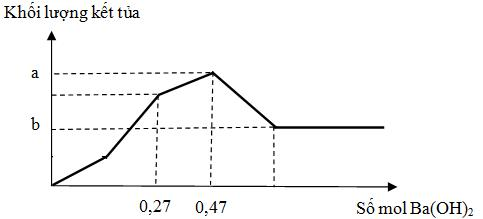 Khối lượng kết tủa
a
b
0,27 0,47 Số mol Ba(OH)2